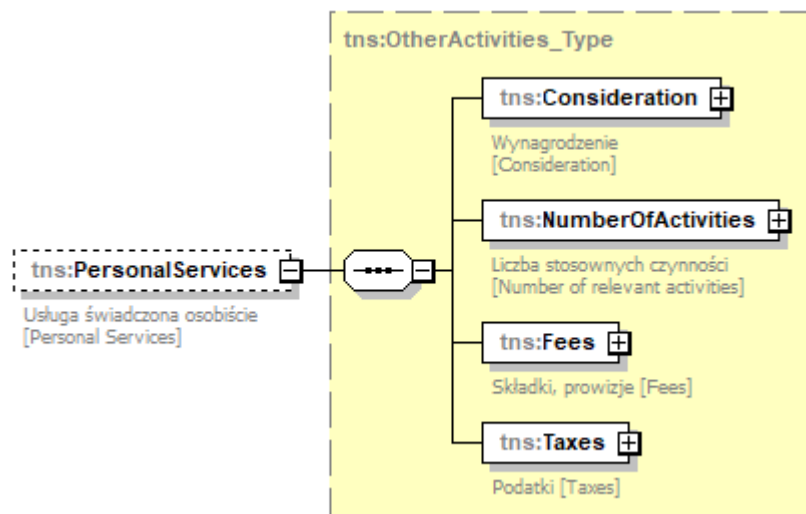 tns:OtherActivities_Type
tns:Consideration
Wynagrodzenie
[Consideration]
tns:NumberOfActivities
Liczba stosownych czynności
[Number of relevant activities]
tns:PersonalServices
Usługa świadczona osobiście
[Personal Services]
tns:Fees
Składki, prowizje [Fees]
tns:Taxes
Podatki [Taxes]